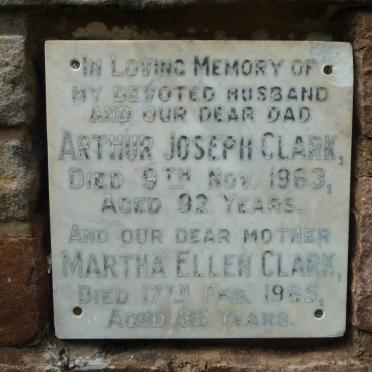 IN LOVING MEMORY OF
MY DEVOTED HUSBAND
AND OUR DEAR DAD
ARTHUR JOSEPH CLARK,
DIED 9TH NOV. 1963,
AGED 92 YEARS.
AND OUR DEAR MOTHER
MARTHA ELLEN CLARK,
DIED 17TH FEB. 1965,
AGED YEARS.